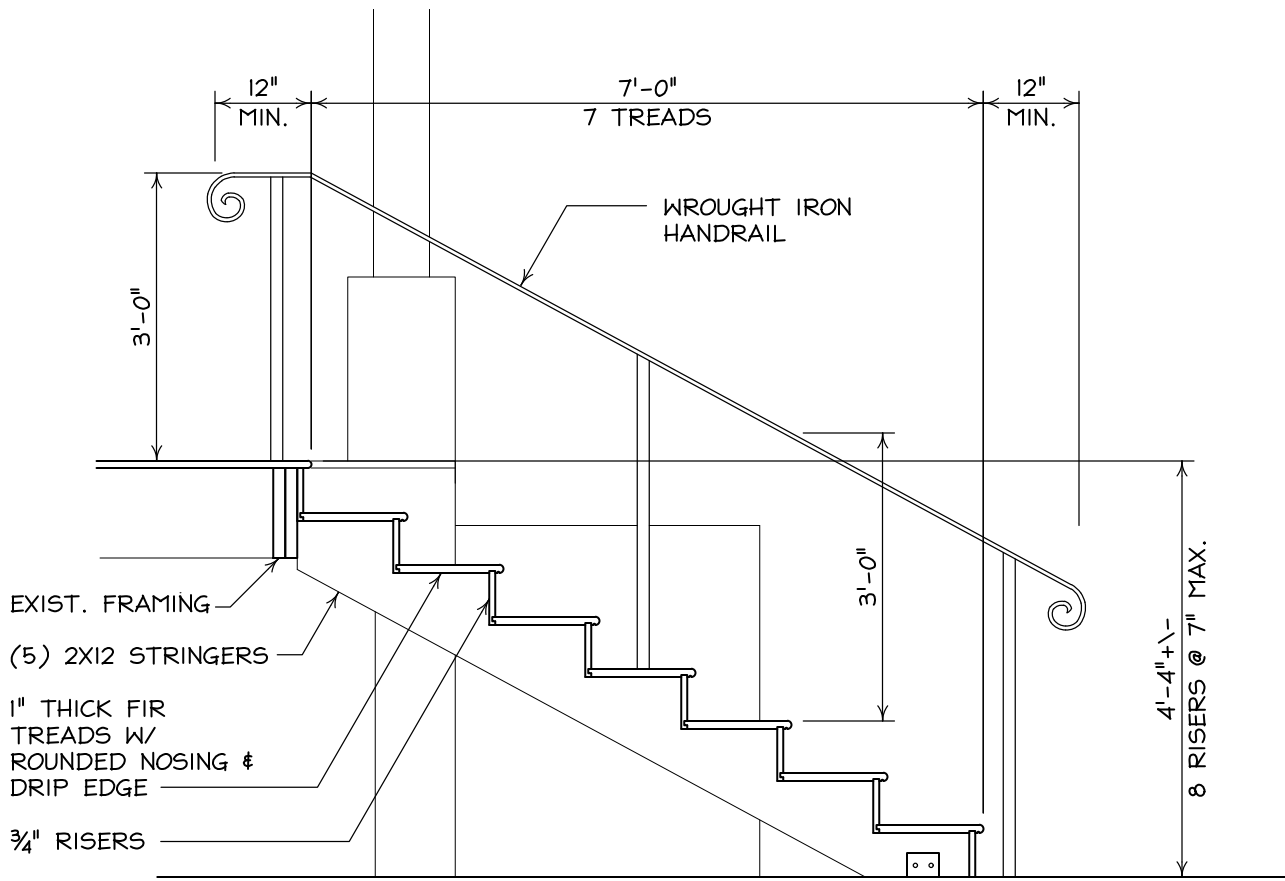 12"
MIN.
7'-0"
7 TREADS
12"
MIN.
WROUGHT IRON
HANDRAIL
3'-0"
3'-0"
4'-4"+\-
8 RISERS @ 7" MAX.
EXIST. FRAMING
(5) 2X12 STRINGERS
1" THICK FIR
TREADS W/
ROUNDED NOSING &
DRIP EDGE
¾" RISERS